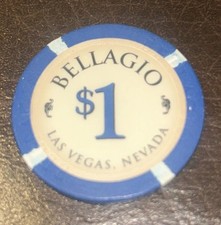 BELLAGIO
$1
LAS VEGAS, NEVADA